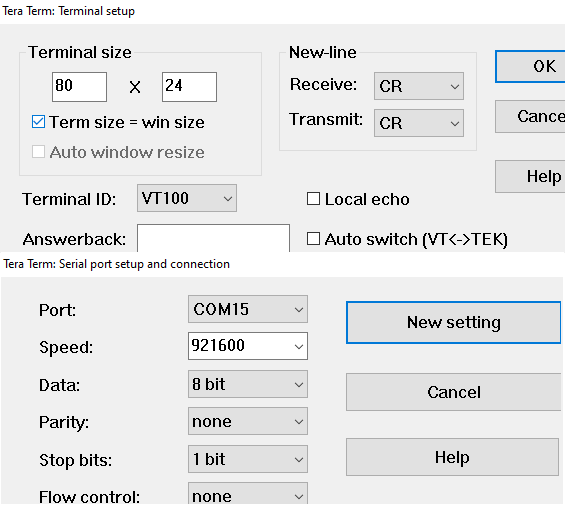 Tera Term: Terminal setup
Terminal size
80 X 24
Term size = win size
Auto window resize
New-line
Receive: CR
Transmit: CR
OK
Cance
Help
Terminal ID: VT100
Local echo
Answerback:
Auto switch (VT<->TEK)
Tera Term: Serial port setup and connection
Port: COM15
Speed: 921600
Data: 8 bit
Parity: none
Stop bits: 1 bit
Flow control: none
New setting
Cancel
Help